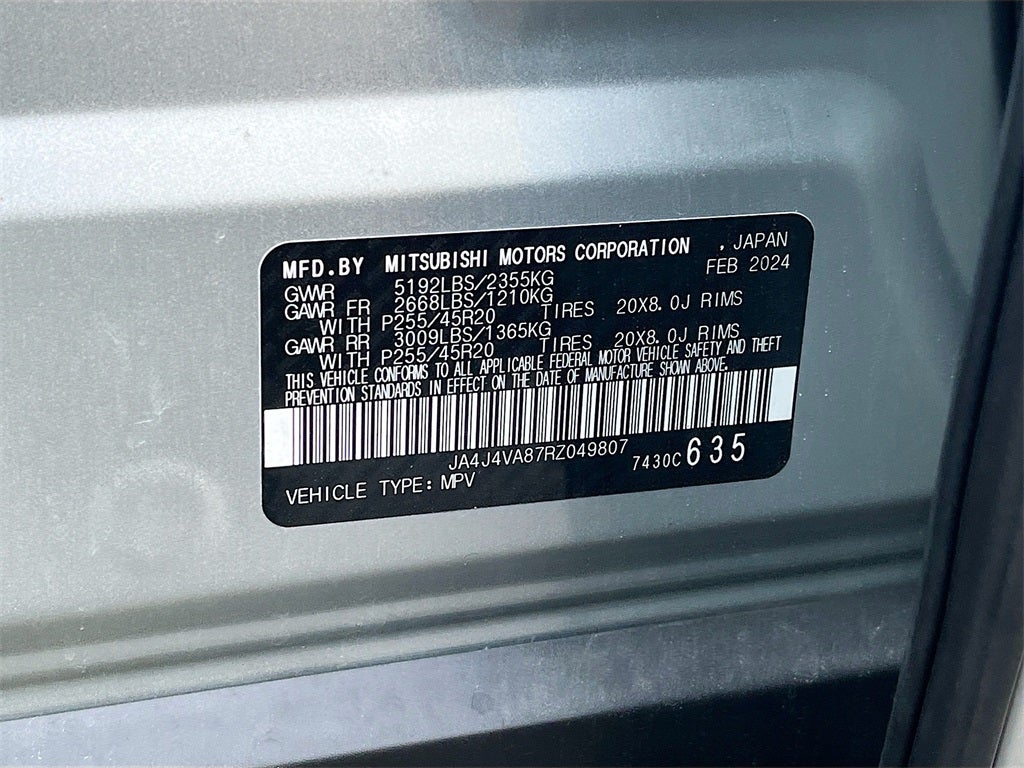 MFD.BY MITSUBISHI MOTORS CORPORATION , JAPAN
GVWR 5192LBS/2355KG FEB 2024
GAWR FR 2668LBS/1210KG
WITH P255/45R20 TIRES 20X8.0J RIMS
GAWR RR 3009LBS/1365KG
WITH P255/45R20 TIRES 20X8.0J RIMS
THIS VEHICLE CONFORMS TO ALL APPLICABLE FEDERAL MOTOR VEHICLE SAFETY AND THEFT
PREVENTION STANDARDS IN EFFECT ON THE DATE OF MANUFACTURE SHOWN ABOVE.
JA4J4VA87RZ049807 7430C 635
VEHICLE TYPE: MPV